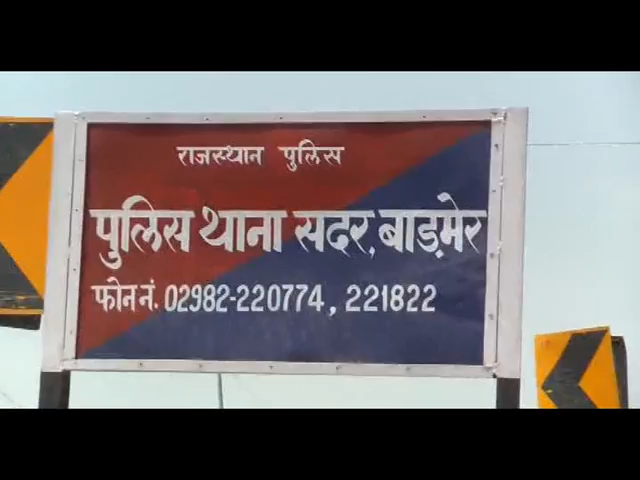 राजस्थान पुलिस
पुलिस थाना सदर, बाड़मेर
फोन नं. 02982-220774, 221822